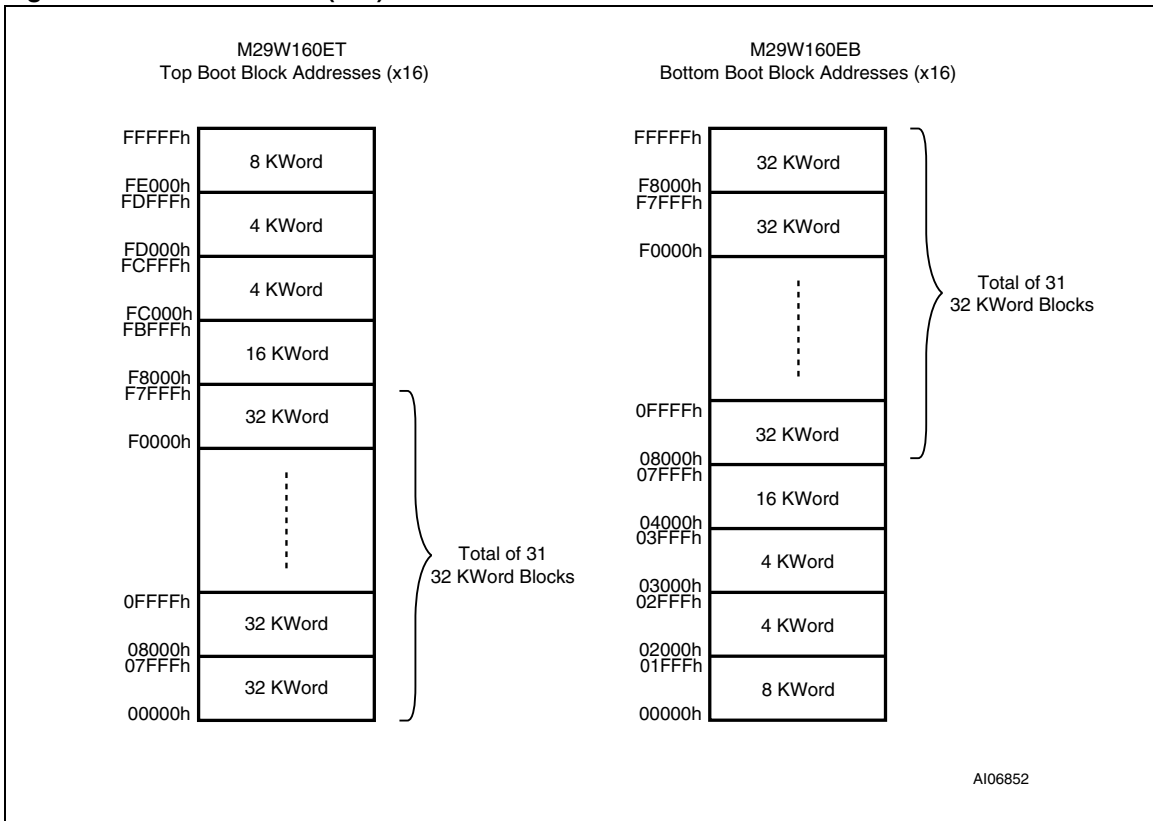 M29W160ET
Top Boot Block Addresses (x16)
FFFFFh
8 KWord
FE000h
FDFFFh
4 KWord
FD000h
FCFFFh
4 KWord
FC000h
FBFFFh
16 KWord
F8000h
F7FFFh
32 KWord
F0000h
Total of 31
32 KWord Blocks
0FFFFh
32 KWord
08000h
07FFFh
32 KWord
00000h
M29W160EB
Bottom Boot Block Addresses (x16)
FFFFFh
32 KWord
F8000h
F7FFFh
32 KWord
F0000h
Total of 31
32 KWord Blocks
0FFFFh
32 KWord
08000h
07FFFh
16 KWord
04000h
03FFFh
4 KWord
03000h
02FFFh
4 KWord
02000h
01FFFh
8 KWord
00000h
AI06852